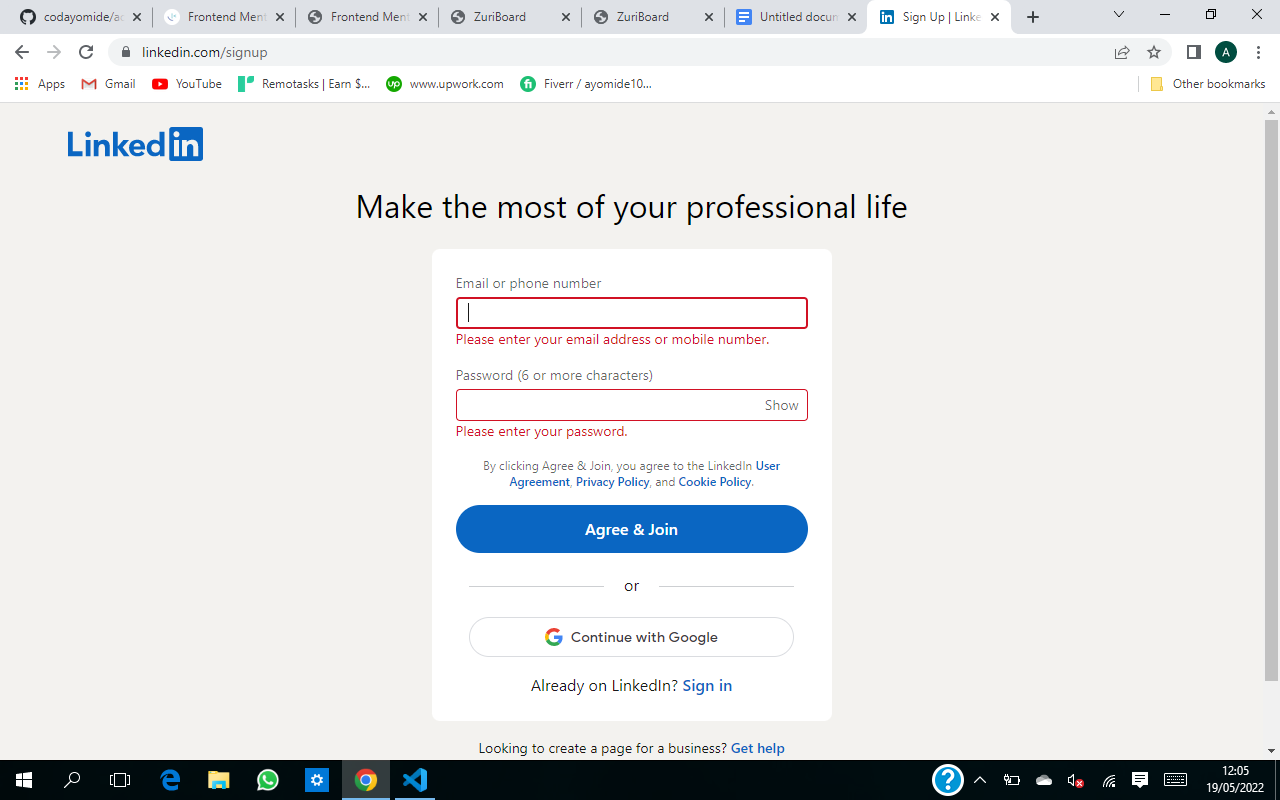 codayomide/ac
Frontend Ment
Frontend Ment
ZuriBoard
ZuriBoard
Untitled docum
Sign Up | Linke
linkedin.com/signup
A
Apps
Gmail
YouTube
Remotasks | Earn $...
up
www.upwork.com
fi
Fiverr / ayomide10...
Other bookmarks
Linkedin
Make the most of your professional life
Email or phone number
Please enter your email address or mobile number.
Password (6 or more characters)
Show
Please enter your password.
By clicking Agree & Join, you agree to the LinkedIn User
Agreement, Privacy Policy, and Cookie Policy.
Agree & Join
or
Continue with Google
Already on LinkedIn? Sign in
Looking to create a page for a business? Get help
12:05
19/05/2022